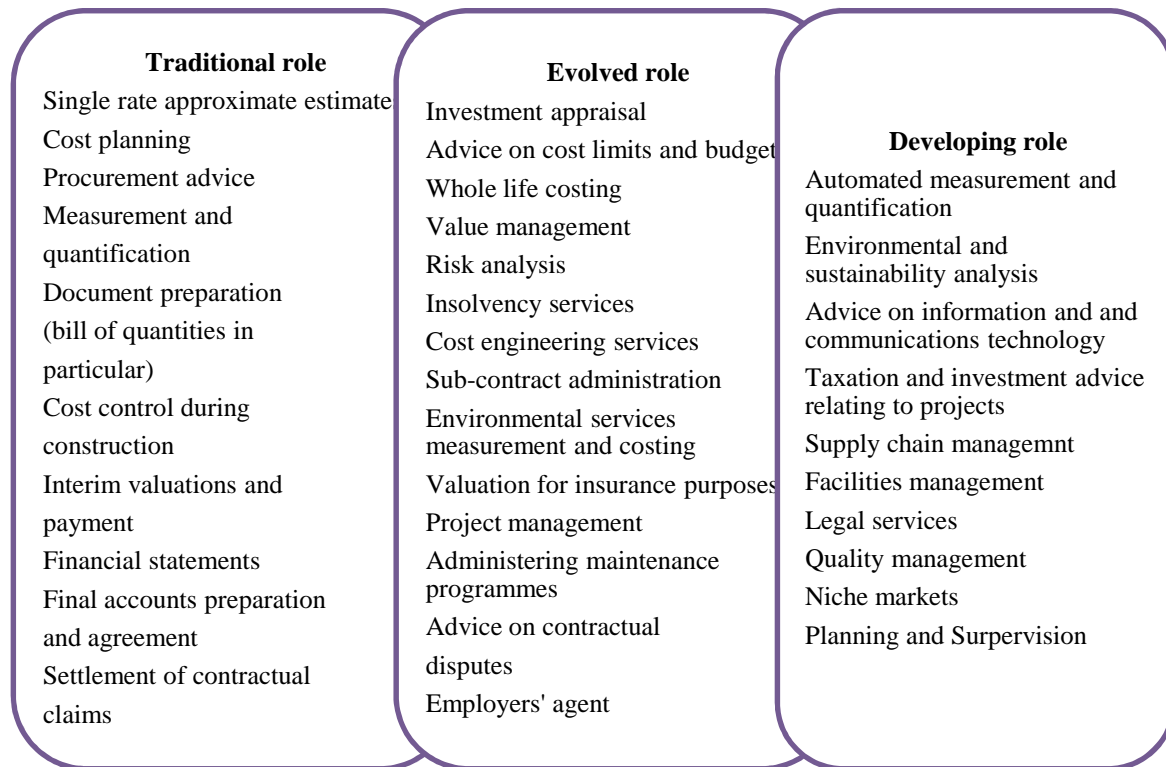 Traditional role
Single rate approximate estimates
Cost planning
Procurement advice
Measurement and
quantification
Document preparation
(bill of quantities in
particular)
Cost control during
construction
Interim valuations and
payment
Financial statements
Final accounts preparation
and agreement
Settlement of contractual
claims
Evolved role
Investment appraisal
Advice on cost limits and budget
Whole life costing
Value management
Risk analysis
Insolvency services
Cost engineering services
Sub-contract administration
Environmental services
measurement and costing
Valuation for insurance purposes
Project management
Administering maintenance
programmes
Advice on contractual
disputes
Employers' agent
Developing role
Automated measurement and
quantification
Environmental and
sustainability analysis
Advice on information and and
communications technology
Taxation and investment advice
relating to projects
Supply chain managemnt
Facilities management
Legal services
Quality management
Niche markets
Planning and Surpervision